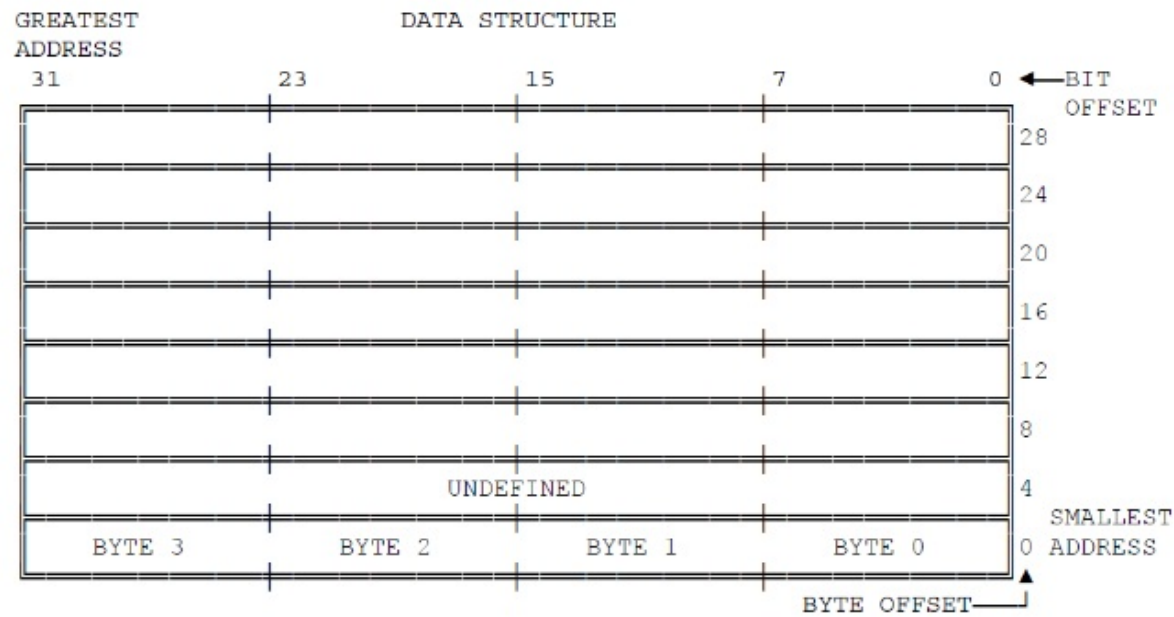 GREATEST DATA STRUCTURE
ADDRESS
31 23 15 7 0 BIT
OFFSET
28
24
20
16
12
8
UNDEFINED 4
SMALLEST
BYTE 3 BYTE 2 BYTE 1 BYTE 0 0 ADDRESS
BYTE OFFSET